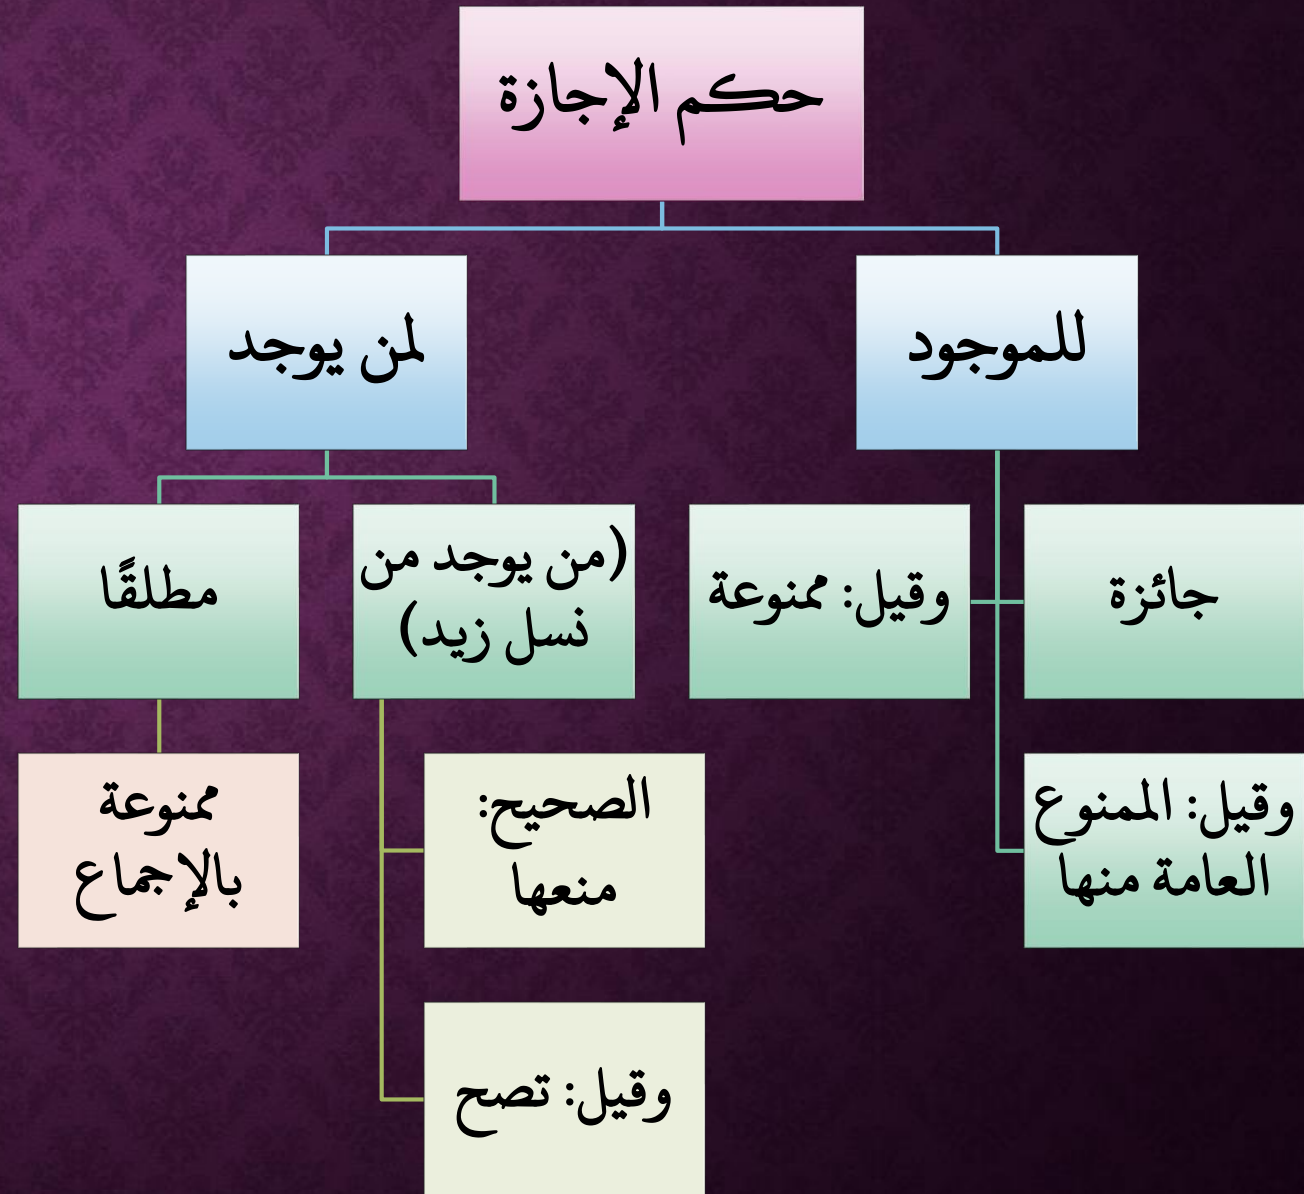 حكم الإجازة
للموجود
لمن يوجد
جائزة
وقيل: ممنوعة
(من يوجد من
نسل زيد)
مطلقًا
وقيل: الممنوع
العامة منها
الصحيح:
منعها
ممنوعة
بالإجماع
وقيل: تصح